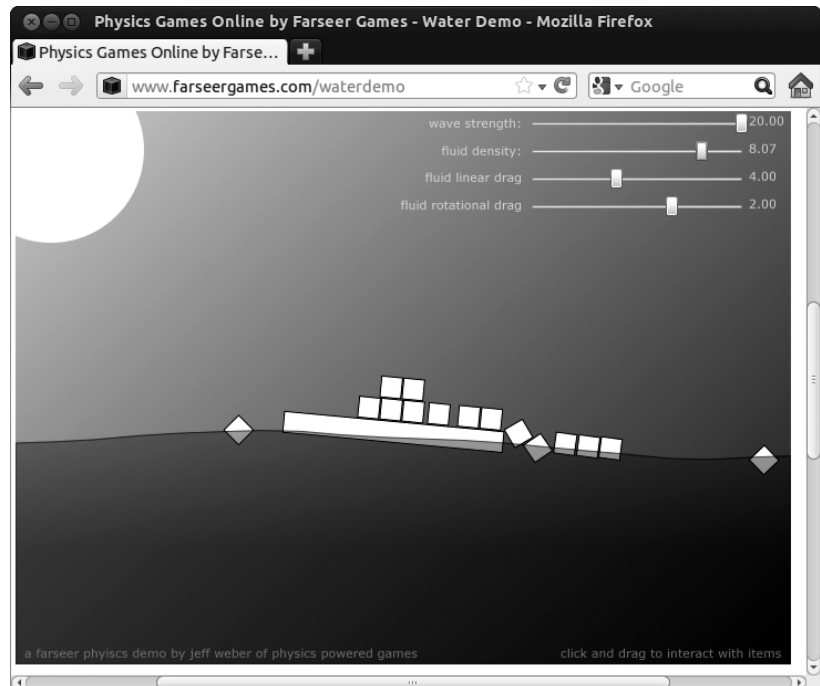 Physics Games Online by Farseer Games - Water Demo - Mozilla Firefox
Physics Games Online by Farse...
www.farseergames.com/waterdemo
Google
wave strength: 20.00
fluid density: 8.07
fluid linear drag 4.00
fluid rotational drag 2.00
a farseer phyiscs demo by jeff weber of physics powered games
click and drag to interact with items